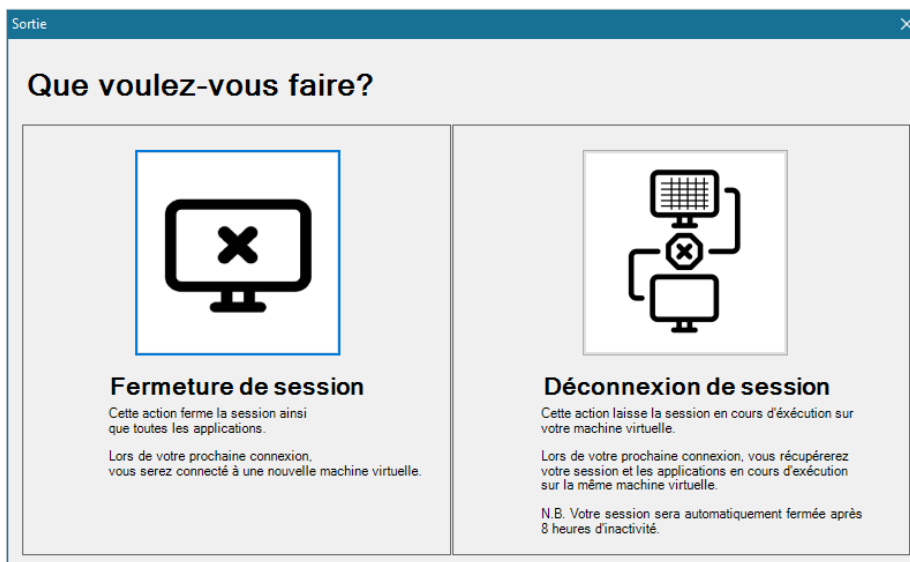 Sortie
Que voulez-vous faire?
Fermeture de session
Cette action ferme la session ainsi
que toutes les applications.
Lors de votre prochaine connexion,
vous serez connecté à une nouvelle machine virtuelle.
Déconnexion de session
Cette action laisse la session en cours d'éxécution sur
votre machine virtuelle.
Lors de votre prochaine connexion, vous récupérerez
votre session et les applications en cours d'exécution
sur la même machine virtuelle.
N.B. Votre session sera automatiquement fermée après
8 heures d'inactivité.